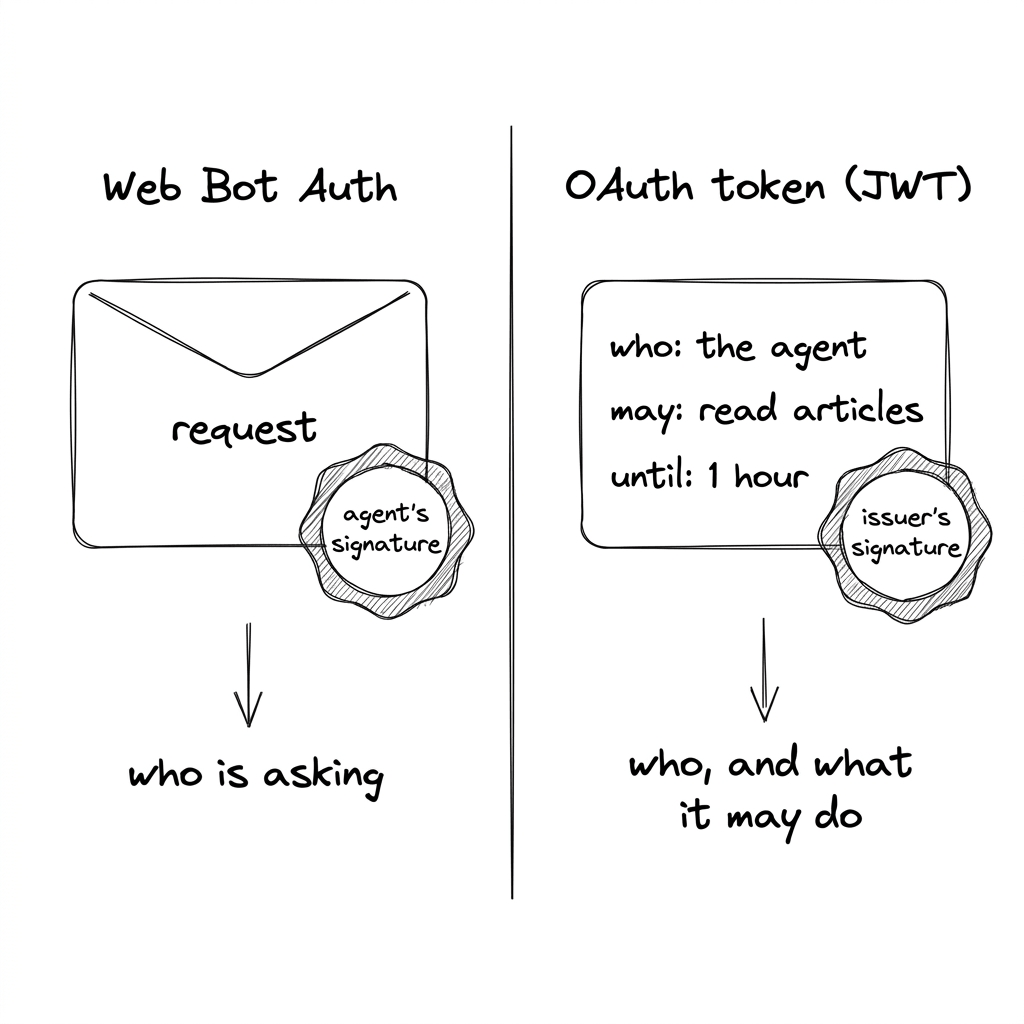 Web Bot Auth
request
agent's
signature
who is asking
OAuth token (JWT)
who: the agent
may: read articles
until: 1 hour
issuer's
signature
who, and what
it may do